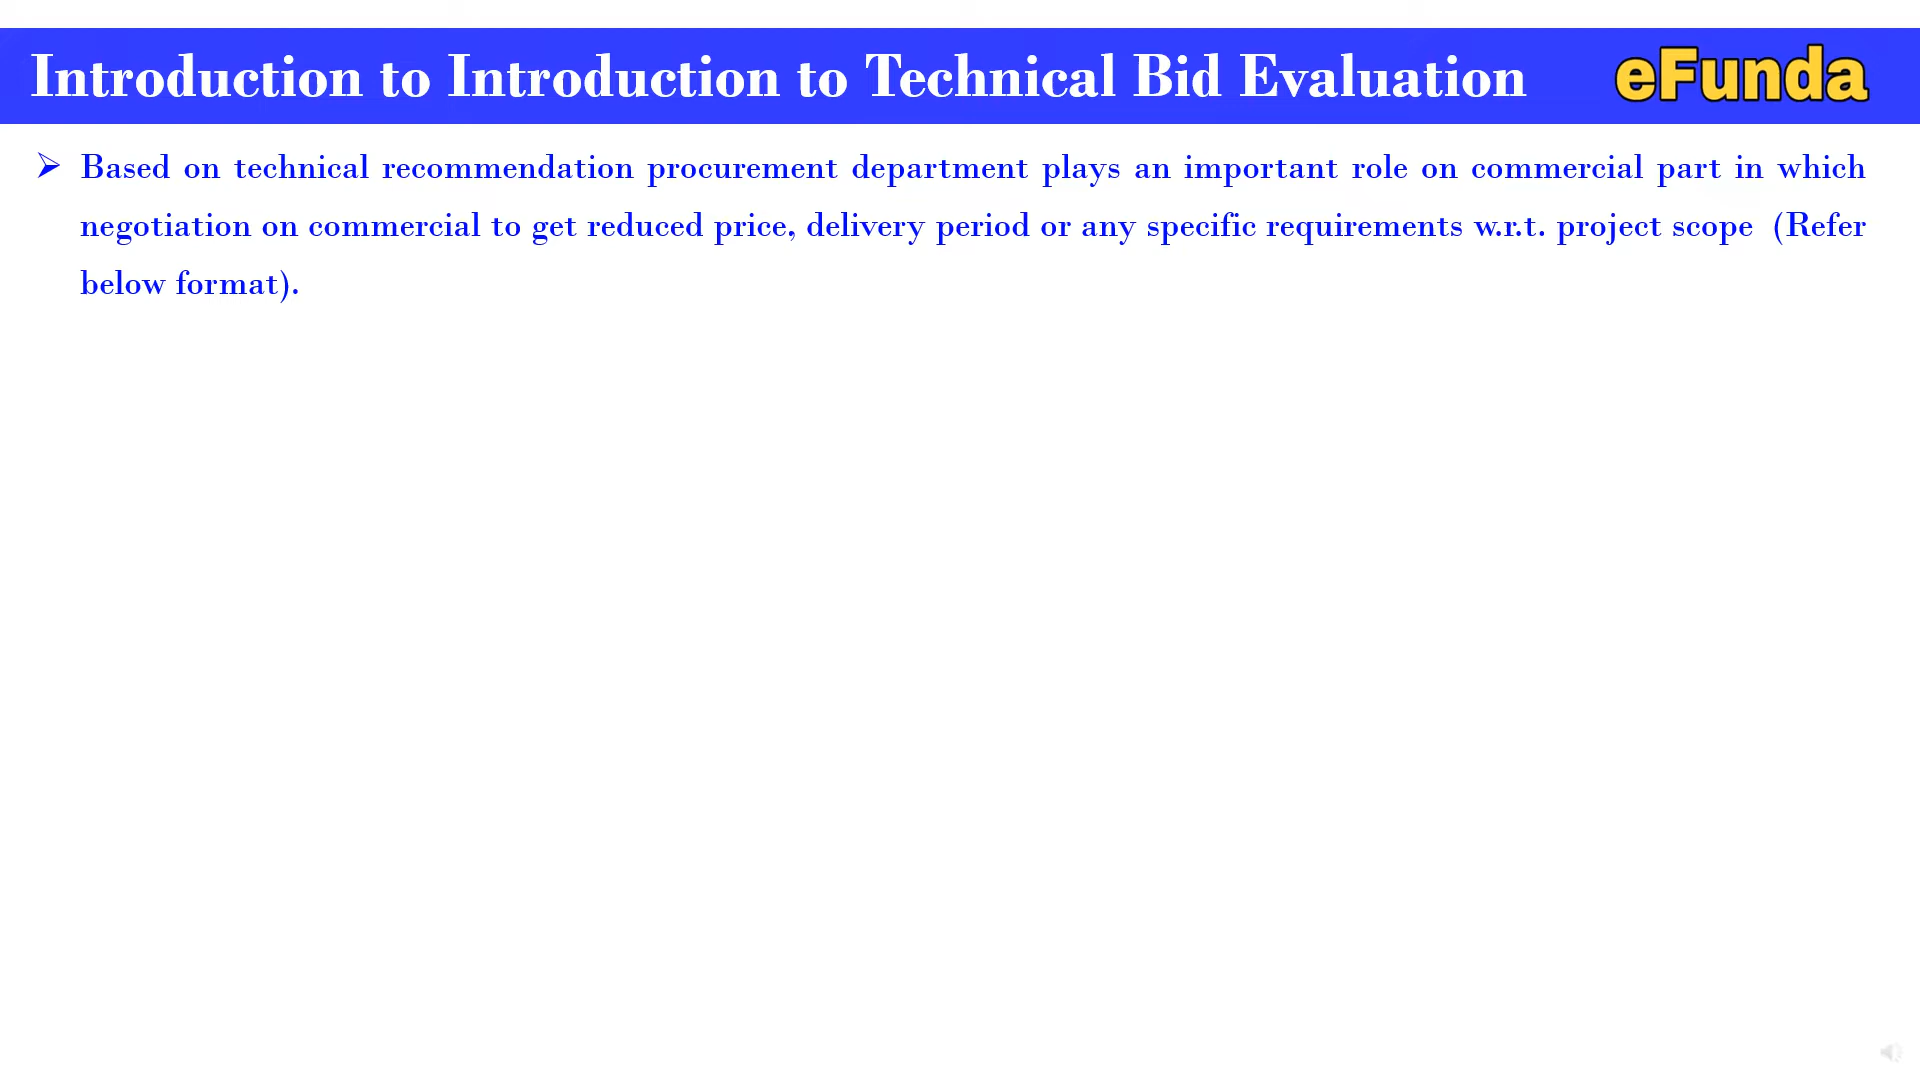 Introduction to Introduction to Technical Bid Evaluation
eFunda
Based on technical recommendation procurement department plays an important role on commercial part in which
negotiation on commercial to get reduced price, delivery period or any specific requirements w.r.t. project scope (Refer
below format).